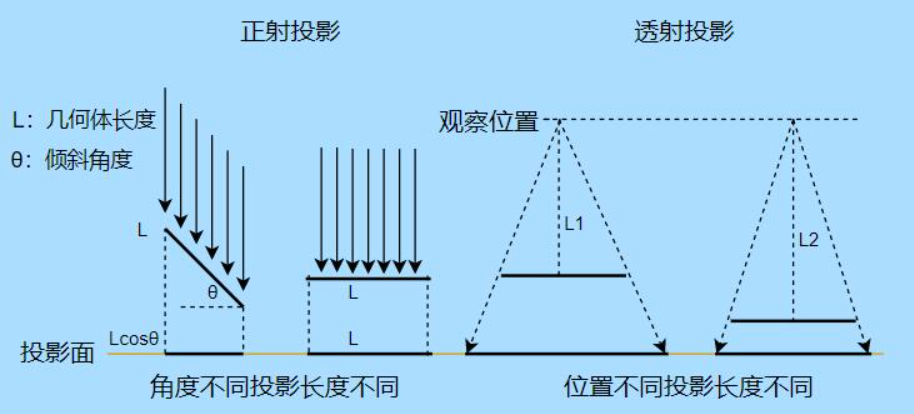 正射投影
透射投影
L：几何体长度
θ：倾斜角度
观察位置
L
θ
L
L1
L2
投影面
Lcosθ
L
角度不同投影长度不同
位置不同投影长度不同